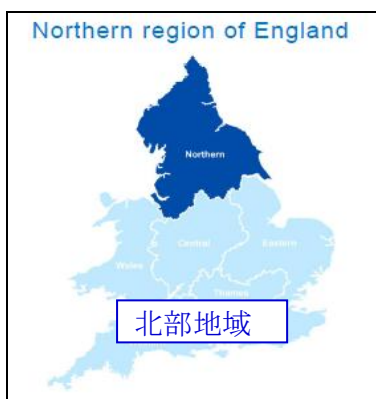 Northern region of England
Northern
Central
Eastern
Wales
Thames
北部地域